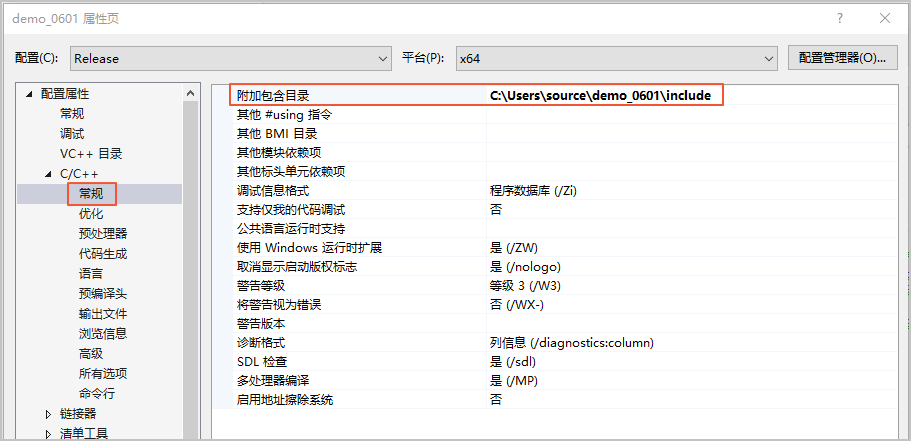 demo_0601 属性页
配置(C): Release 平台(P): x64 配置管理器(O)...
配置属性
常规
调试
VC++ 目录
C/C++
常规
优化
预处理器
代码生成
语言
预编译头
输出文件
浏览信息
高级
所有选项
命令行
链接器
清单工具
附加包含目录 C:\Users\source\demo_0601\include
其他 #using 指令
其他 BMI 目录
其他模块依赖项
其他标头单元依赖项
调试信息格式 程序数据库 (/Zi)
支持仅我的代码调试 否
公共语言运行时支持
使用 Windows 运行时扩展 是 (/ZW)
取消显示启动版权标志 是 (/nologo)
警告等级 等级 3 (/W3)
将警告视为错误 否 (/WX-)
警告版本
诊断格式 列信息 (/diagnostics:column)
SDL 检查 是 (/sdl)
多处理器编译 是 (/MP)
启用地址擦除系统 否